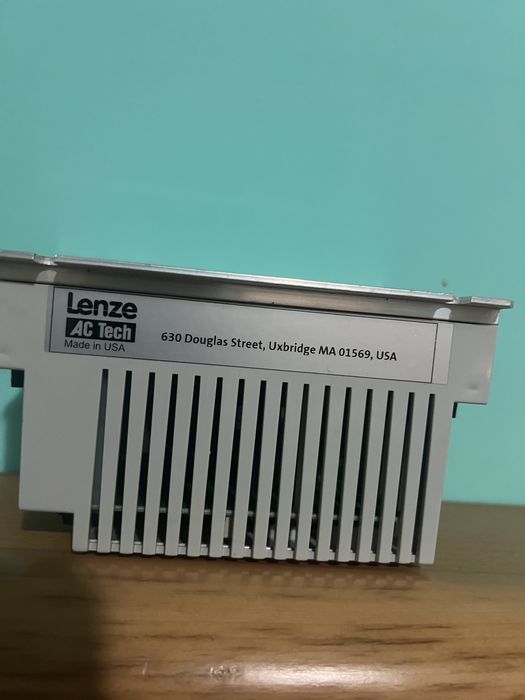 Lenze
AC Tech
Made in USA
630 Douglas Street, Uxbridge MA 01569, USA